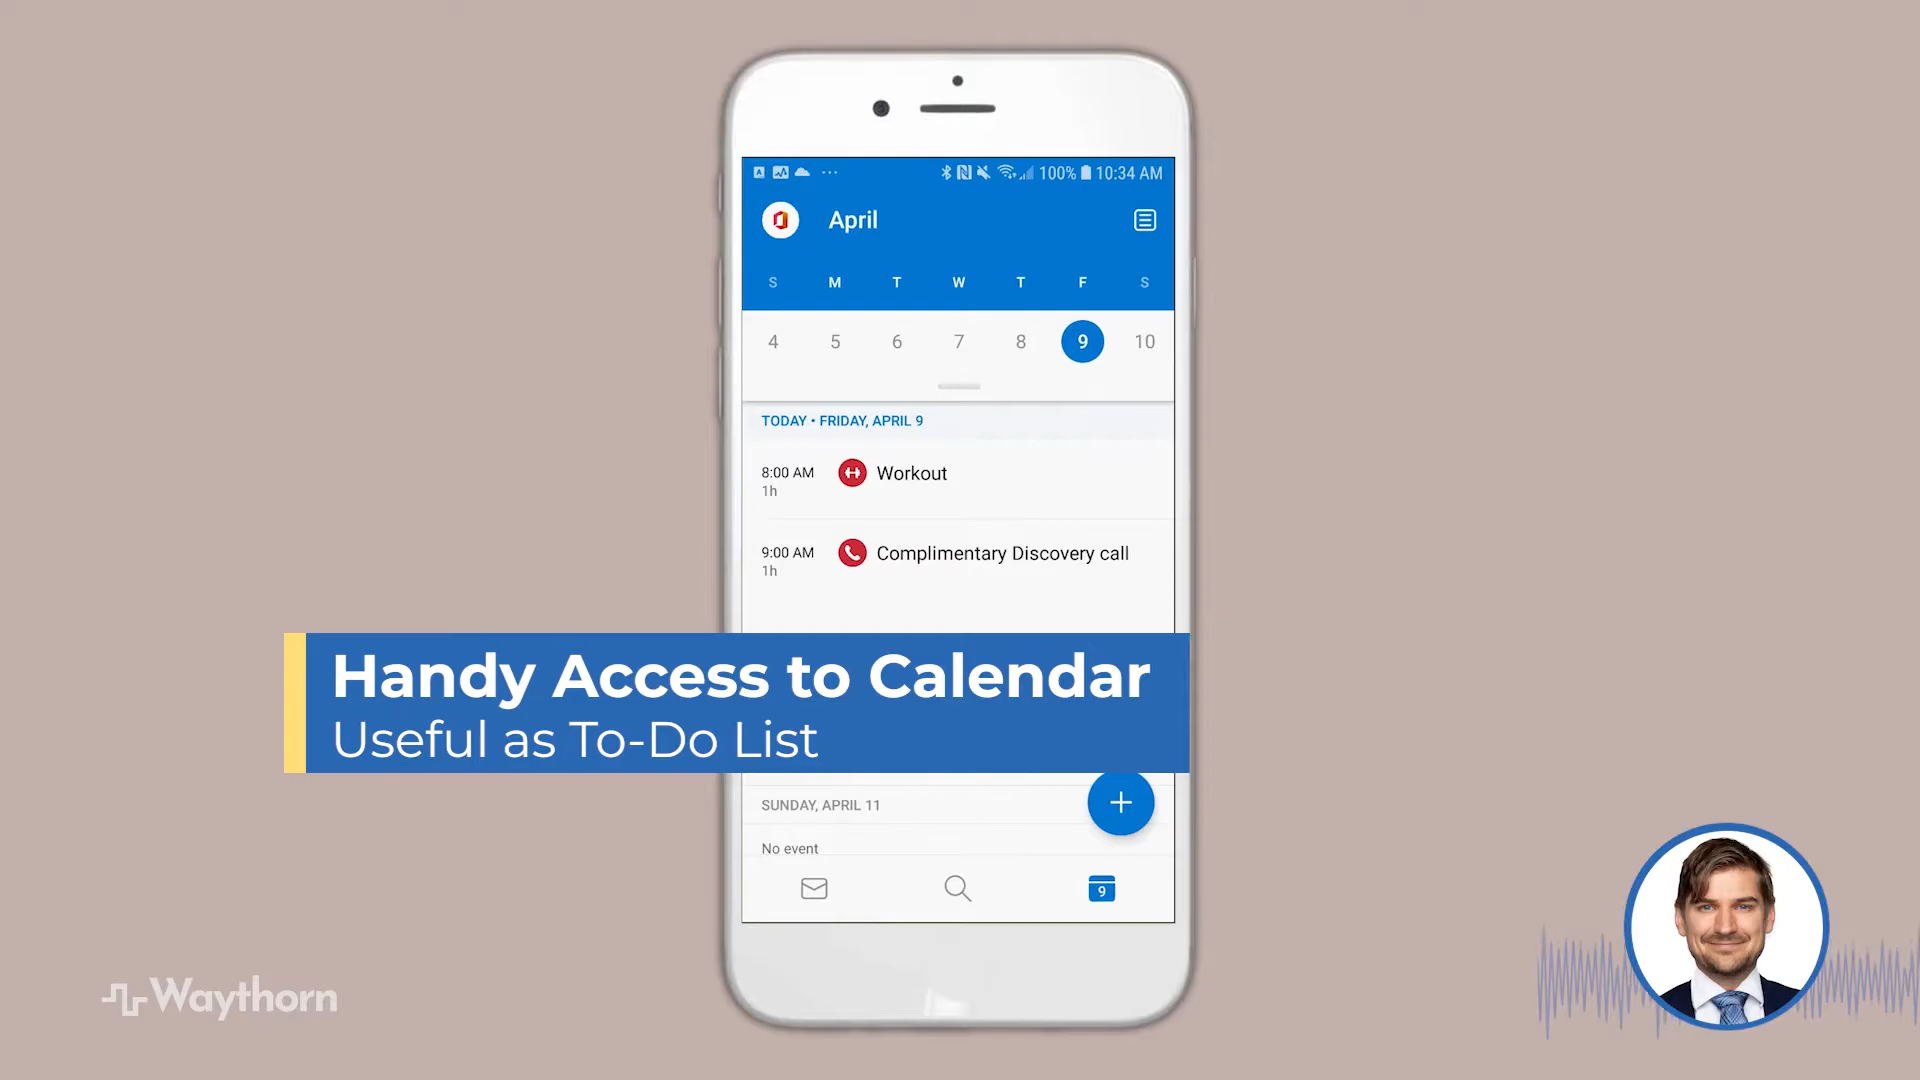 100% 10:34 AM
April
S M T W T F S
4 5 6 7 8 9 10
TODAY • FRIDAY, APRIL 9
8:00 AM Workout
1h
9:00 AM Complimentary Discovery call
1h
Handy Access to Calendar
Useful as To-Do List
SUNDAY, APRIL 11
No event
9
Waythorn